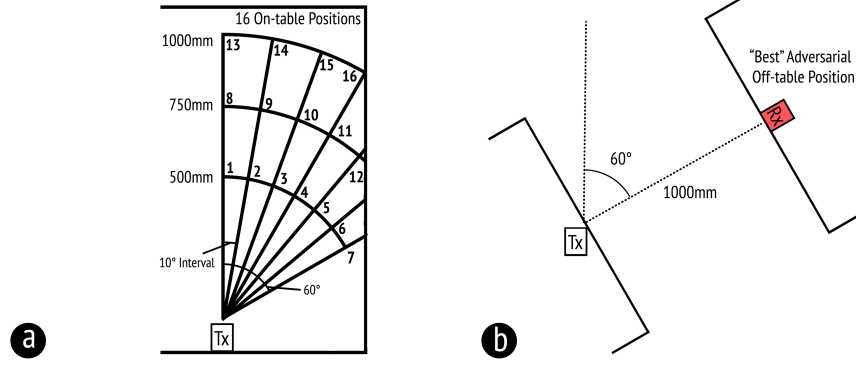 16 On-table Positions
1000mm
13
14
15
16
750mm
8
9
10
11
500mm
1
2
3
4
5
12
6
7
10° Interval
60°
Tx
a
"Best" Adversarial
Off-table Position
Rx
60°
1000mm
Tx
b